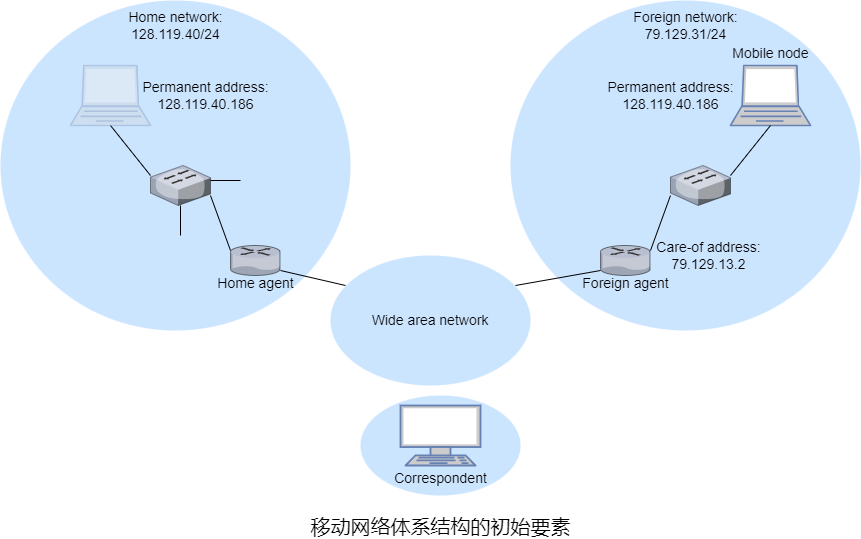 Home network:
128.119.40/24
Permanent address:
128.119.40.186
Home agent
Foreign network:
79.129.31/24
Mobile node
Permanent address:
128.119.40.186
Care-of address:
79.129.13.2
Foreign agent
Wide area network
Correspondent
移动网络体系结构的初始要素